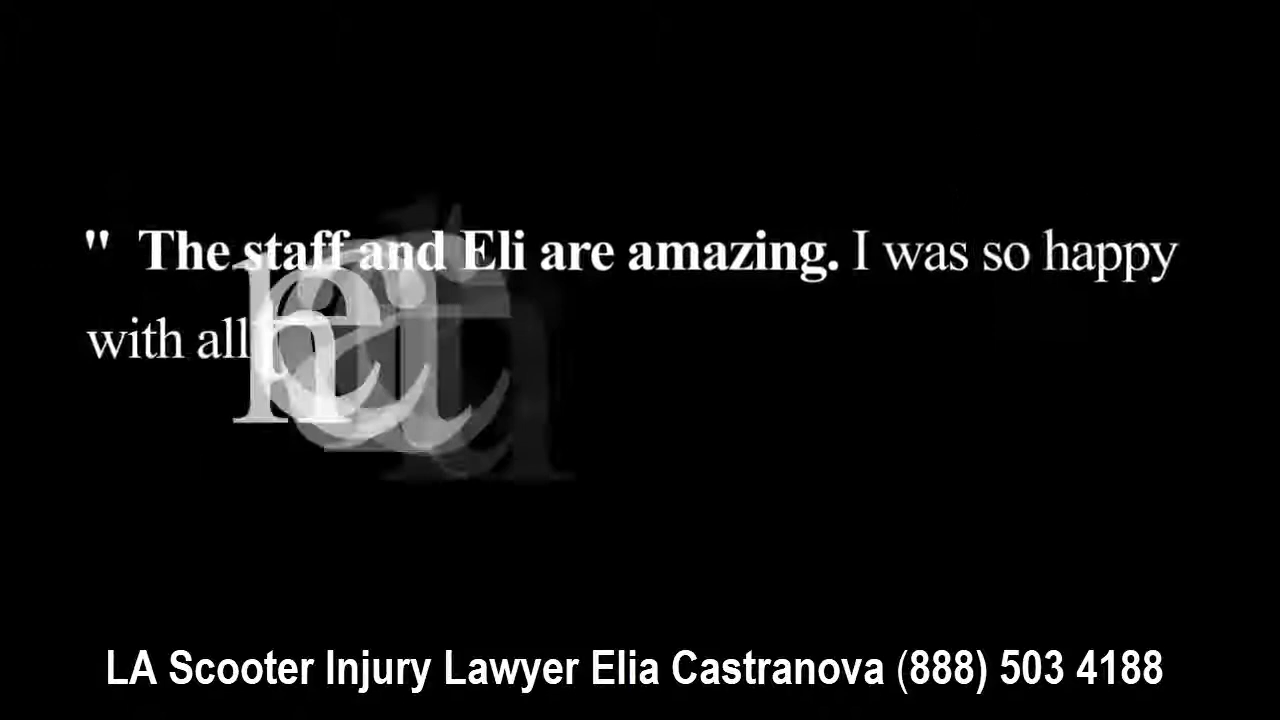 " The staff and Eli are amazing. I was so happy
with all
LA Scooter Injury Lawyer Elia Castranova (888) 503 4188